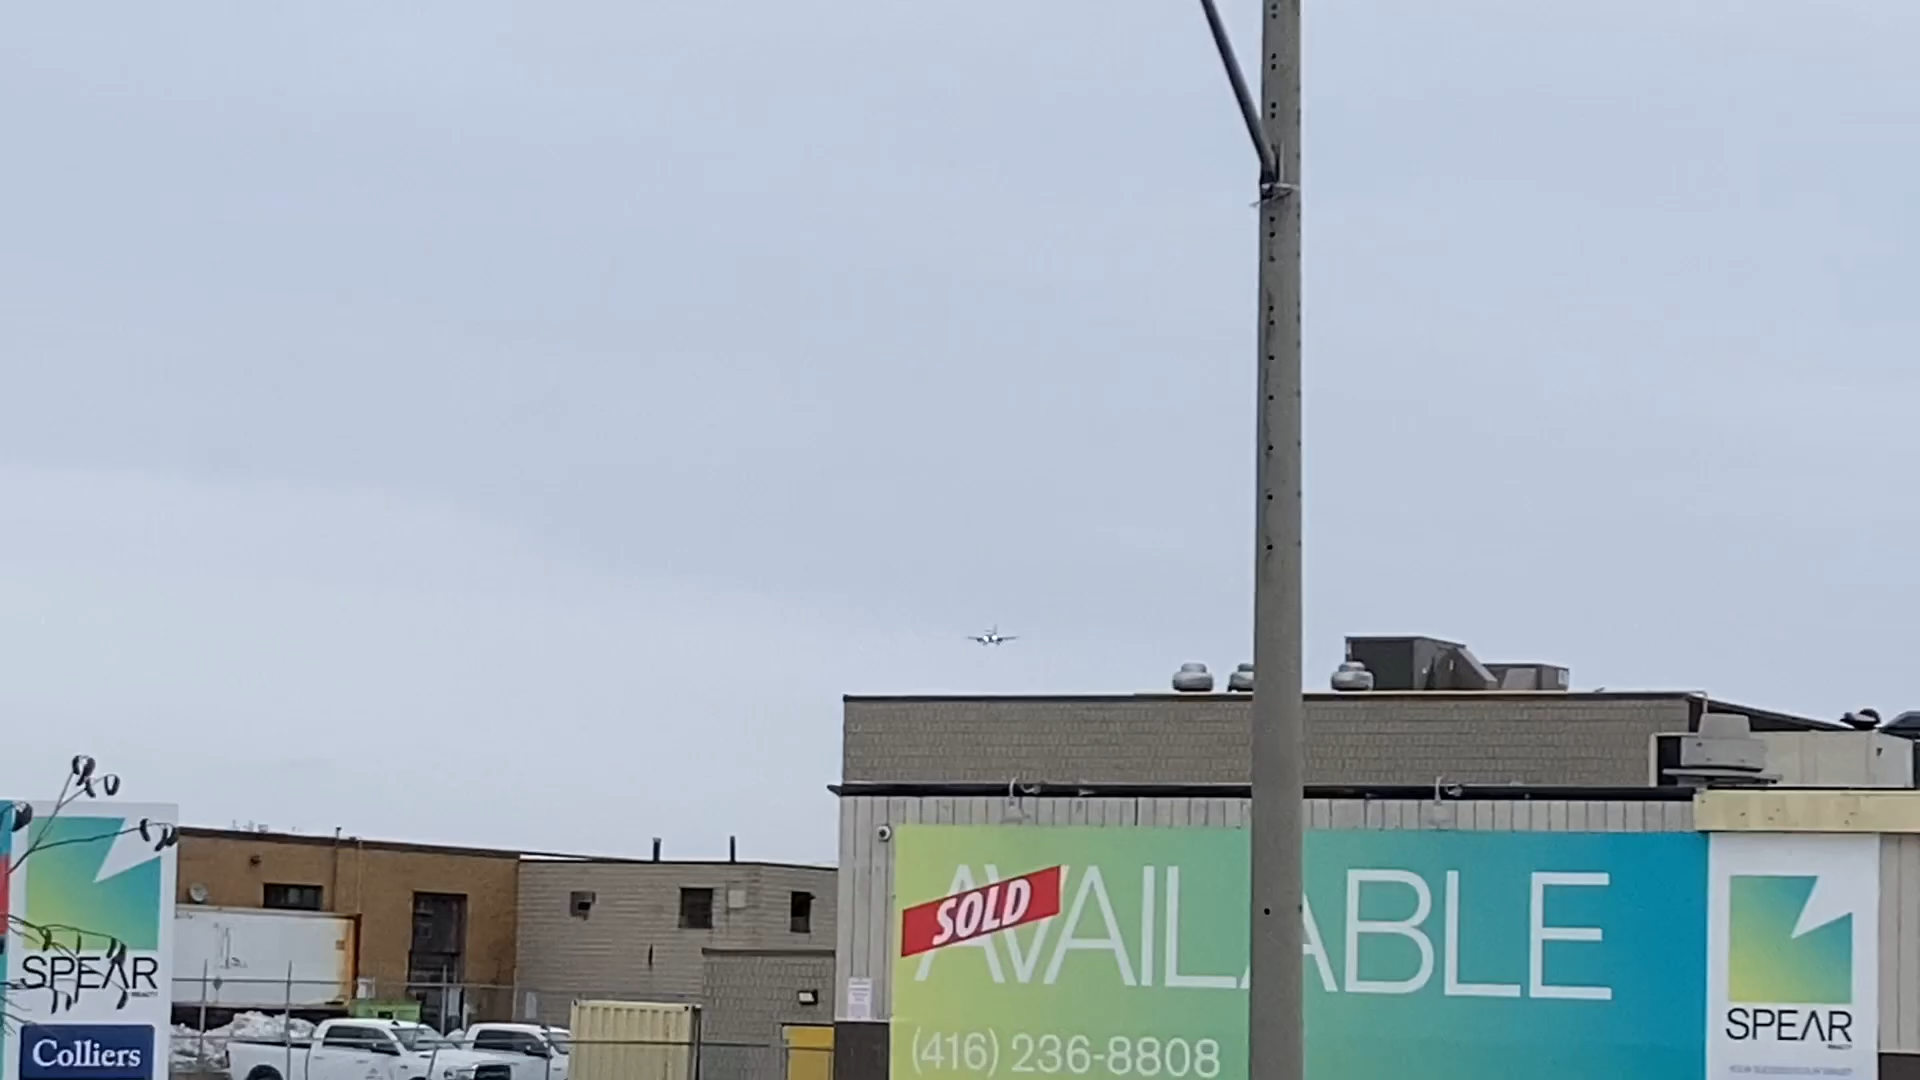 SPEAR
Colliers
SOLD
AVAILABLE
(416) 236-8808
SPEAR